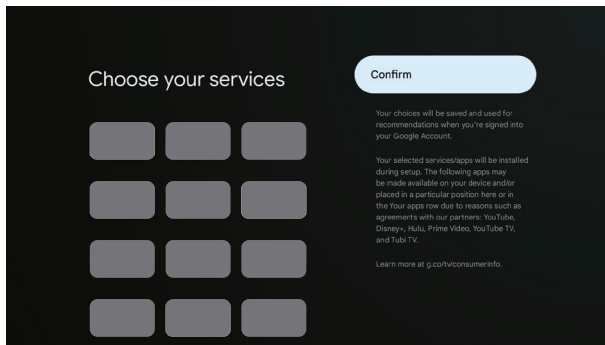 Choose your services
Confirm
Your choices will be saved and used for
recommendations when you're signed into
your Google Account.
Your selected services/apps will be installed
during setup. The following apps may
be made available on your device and/or
placed in a particular position here or in
the Your apps row due to reasons such as
agreements with our partners: YouTube,
Disney+, Hulu, Prime Video, YouTube TV,
and Tubi TV.
Learn more at g.co/tv/consumerinfo.